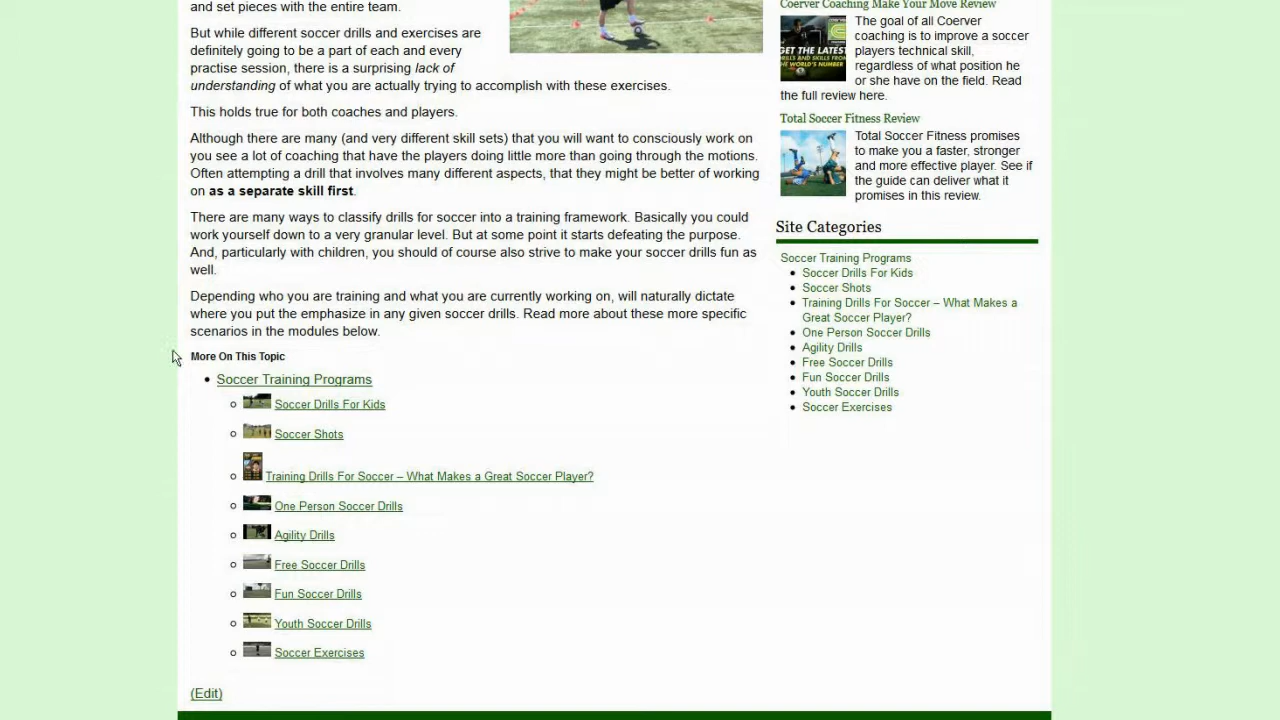 and set pieces with the entire team.
But while different soccer drills and exercises are
definitely going to be a part of each and every
practise session, there is a surprising lack of
understanding of what you are actually trying to accomplish with these exercises.
This holds true for both coaches and players.
Although there are many (and very different skill sets) that you will want to consciously work on
you see a lot of coaching that have the players doing little more than going through the motions.
Often attempting a drill that involves many different aspects, that they might be better of working
on as a separate skill first.
There are many ways to classify drills for soccer into a training framework. Basically you could
work yourself down to a very granular level. But at some point it starts defeating the purpose.
And, particularly with children, you should of course also strive to make your soccer drills fun as
well.
Depending who you are training and what you are currently working on, will naturally dictate
where you put the emphasize in any given soccer drills. Read more about these more specific
scenarios in the modules below.
More On This Topic
Soccer Training Programs
Soccer Drills For Kids
Soccer Shots
Training Drills For Soccer – What Makes a Great Soccer Player?
One Person Soccer Drills
Agility Drills
Free Soccer Drills
Fun Soccer Drills
Youth Soccer Drills
Soccer Exercises
(Edit)
Coerver Coaching Make Your Move Review
GET THE LATEST
DRILLS AND SKILLS FROM
THE WORLD'S NUMBER
The goal of all Coerver
coaching is to improve a soccer
players technical skill,
regardless of what position he
or she have on the field. Read
the full review here.
Total Soccer Fitness Review
Total Soccer Fitness promises
to make you a faster, stronger
and more effective player. See if
the guide can deliver what it
promises in this review.
Site Categories
Soccer Training Programs
Soccer Drills For Kids
Soccer Shots
Training Drills For Soccer – What Makes a
Great Soccer Player?
One Person Soccer Drills
Agility Drills
Free Soccer Drills
Fun Soccer Drills
Youth Soccer Drills
Soccer Exercises